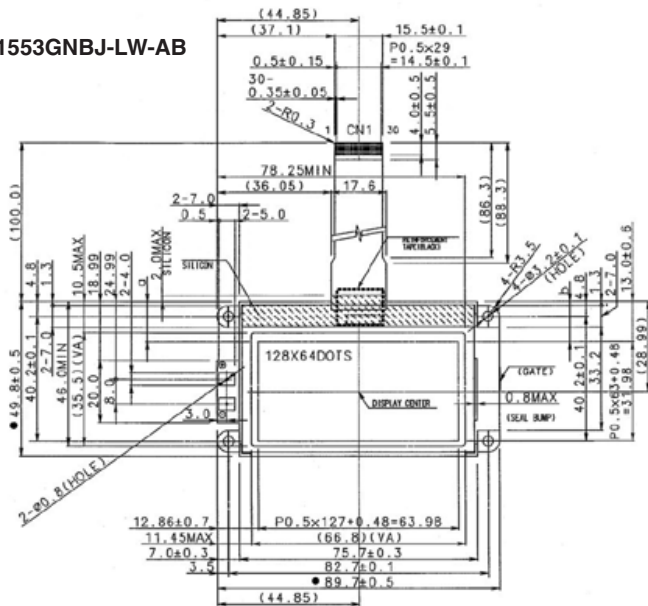 1553GNBJ-LW-AB
(44.85)
(37.1)
15.5±0.1
0.5±0.15
P0.5×29
=14.5±0.1
30-
0.35±0.05
2-R0.3
1
CN1
30
4.0±0.5
5.5±0.5
78.25MIN
(36.05)
17.6
(86.3)
(88.3)
(100.0)
2-7.0
0.5
2-5.0
4.8
1.3
10.5MAX
18.99
24.99
2-4.0
2.0MAX
SILICON
SILICON
REINFORCEMENT
TAPE(BLACK)
4-R3.5
4-Ø3.2±0.1
(HOLE)
4.8
1.3
2-7.0
13.0±0.6
●49.8±0.5
40.2±0.1
2-7.0
46.0MIN
(35.5)(VA)
20.0
8.0
3.0
128X64DOTS
DISPLAY CENTER
(GATE)
0.8MAX
(SEAL BUMP)
40.2±0.1
33.2
P0.5×63+0.48
=31.98
(28.99)
2-Ø0.8(HOLE)
12.86±0.7
P0.5×127+0.48=63.98
11.45MAX
(66.8)(VA)
7.0±0.3
75.7±0.3
3.5
82.7±0.1
●89.7±0.5
(44.85)